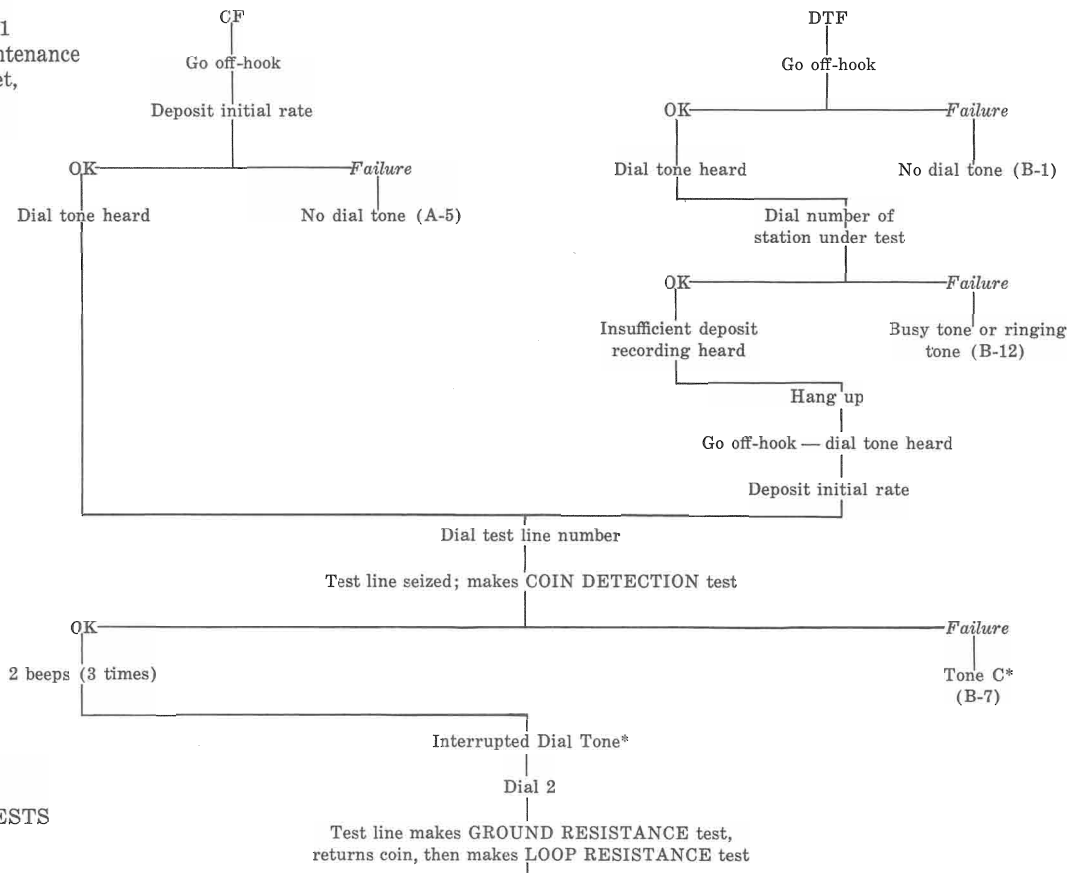 1
ntenance
et,
CF
Go off-hook
Deposit initial rate
OK
Failure
Dial tone heard
No dial tone (A-5)
DTF
Go off-hook
OK
Failure
Dial tone heard
No dial tone (B-1)
Dial number of
station under test
OK
Failure
Insufficient deposit
recording heard
Busy tone or ringing
tone (B-12)
Hang up
Go off-hook — dial tone heard
Deposit initial rate
Dial test line number
Test line seized; makes COIN DETECTION test
OK
Failure
2 beeps (3 times)
Tone C*
(B-7)
Interrupted Dial Tone*
Dial 2
ESTS
Test line makes GROUND RESISTANCE test,
returns coin, then makes LOOP RESISTANCE test